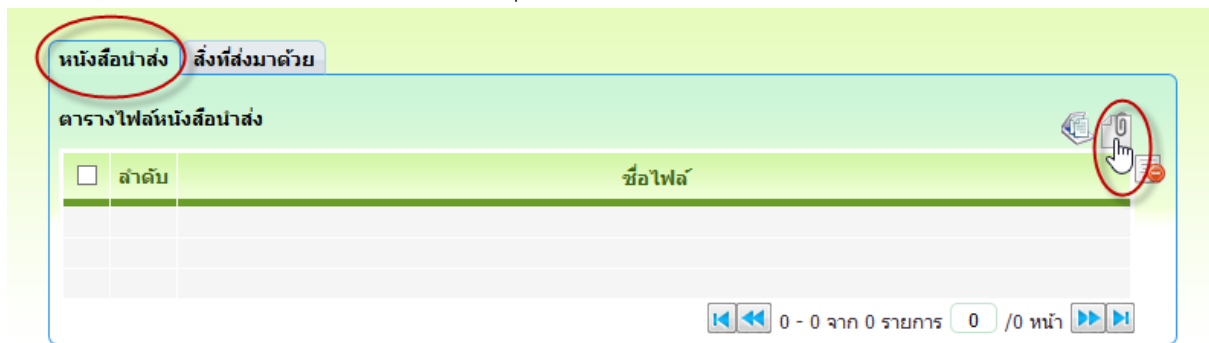 หนังสือนำส่ง สิ่งที่ส่งมาด้วย
ตารางไฟล์หนังสือนำส่ง
ลำดับ ชื่อไฟล์
0 - 0 จาก 0 รายการ 0 /0 หน้า